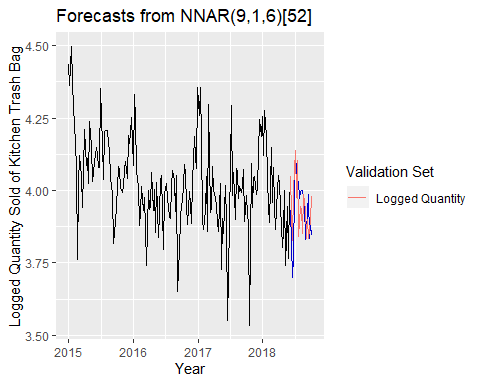 Forecasts from NNAR(9,1,6)[52]
Logged Quantity Sold of Kitchen Trash Bag
4.50
4.25
4.00
3.75
3.50
2015
2016
2017
2018
Year
Validation Set
Logged Quantity